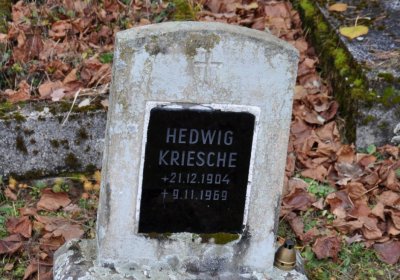 HEDWIG
KRIESCHE
+21.12.1904
+9.11.1969